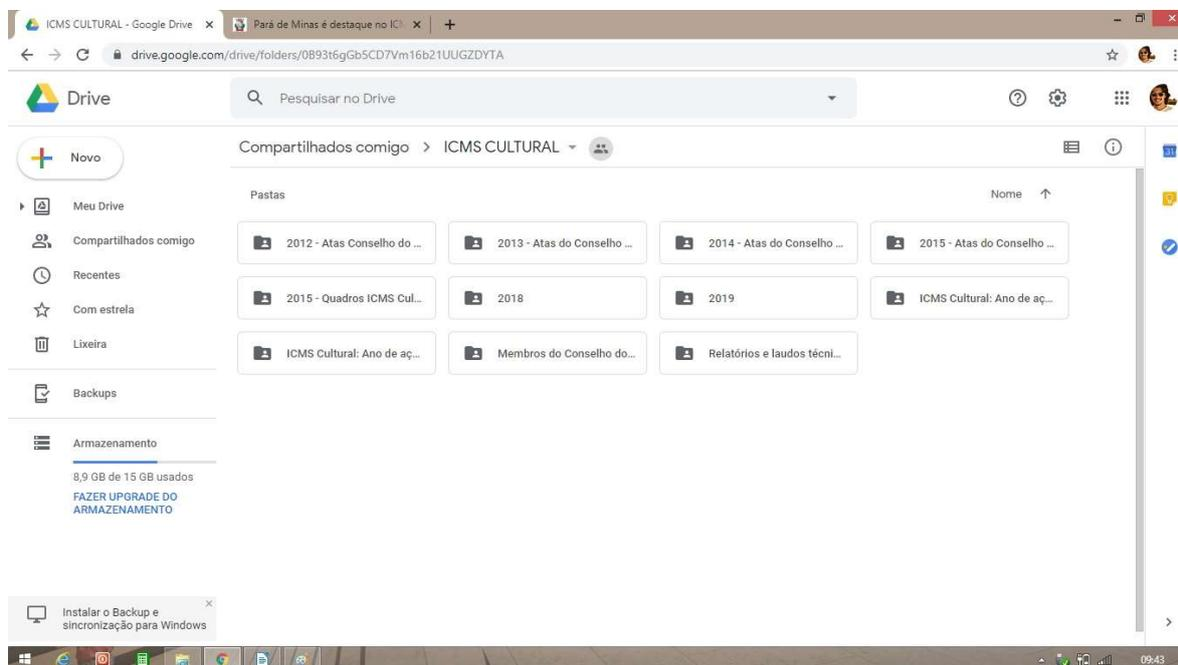 ICMS CULTURAL - Google Drive
Pará de Minas é destaque no IC
drive.google.com/drive/folders/0B93t6gGb5CD7Vm16b21UUGZDYTA
Drive
Pesquisar no Drive
Novo
Compartilhados comigo > ICMS CULTURAL
31
Pastas
Nome
Meu Drive
Compartilhados comigo
Recentes
Com estrela
Lixeira
Backups
Armazenamento
8,9 GB de 15 GB usados
FAZER UPGRADE DO
ARMAZENAMENTO
2012 - Atas Conselho do ...
2013 - Atas do Conselho ...
2014 - Atas do Conselho ...
2015 - Atas do Conselho ...
2015 - Quadros ICMS Cul...
2018
2019
ICMS Cultural: Ano de aç...
ICMS Cultural: Ano de aç...
Membros do Conselho do...
Relatórios e laudos técni...
Instalar o Backup e
sincronização para Windows
09:43